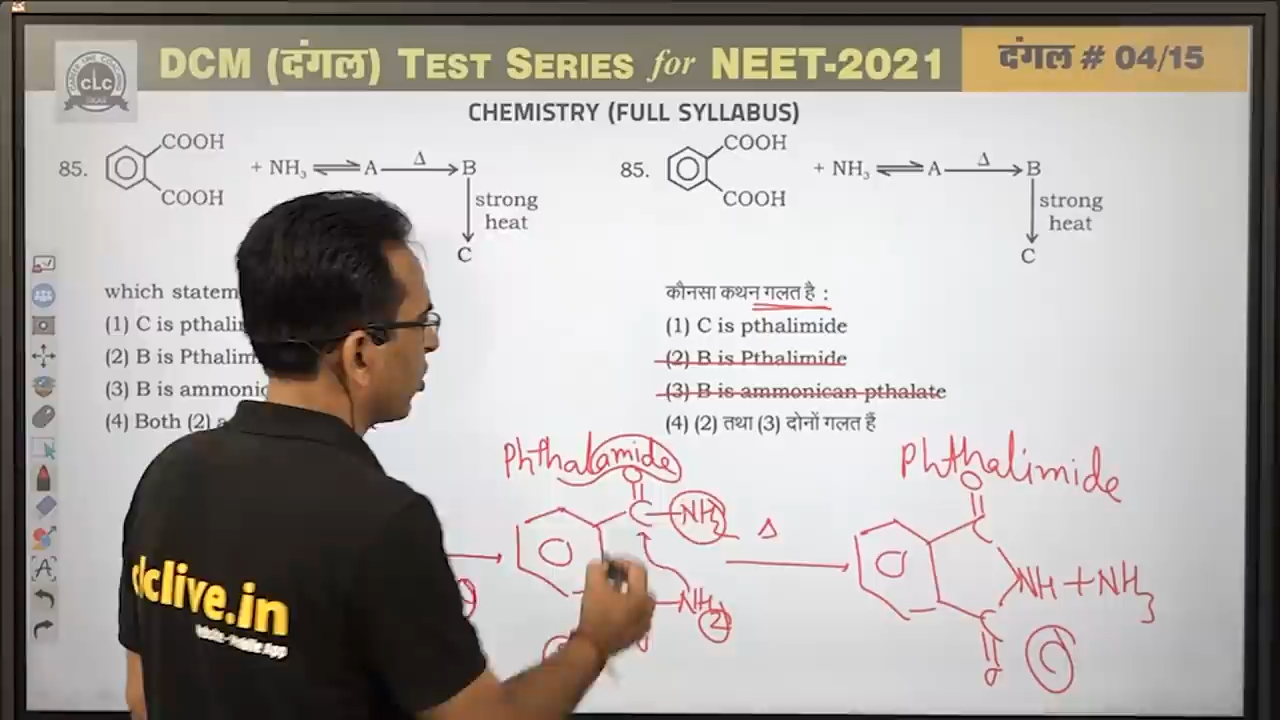 DCM (दंगल) TEST SERIES for NEET-2021
दंगल # 04/15
CLC
CHEMISTRY (FULL SYLLABUS)
85.
COOH
COOH
+ NH₃ ⇌ A —Δ→ B
strong
heat
C
which statem
(1) C is pthalim
(2) B is Pthalim
(3) B is ammonic
(4) Both (2) a
85.
COOH
COOH
+ NH₃ ⇌ A —Δ→ B
strong
heat
C
कौनसा कथन गलत है :
(1) C is pthalimide
(2) B is Pthalimide
(3) B is ammonican pthalate
(4) (2) तथा (3) दोनों गलत हैं
Phthalamide
O
C
NH₂
NH₂
Δ
Phthalimide
O
C
NH + NH₃
C
O
C
clclive.in